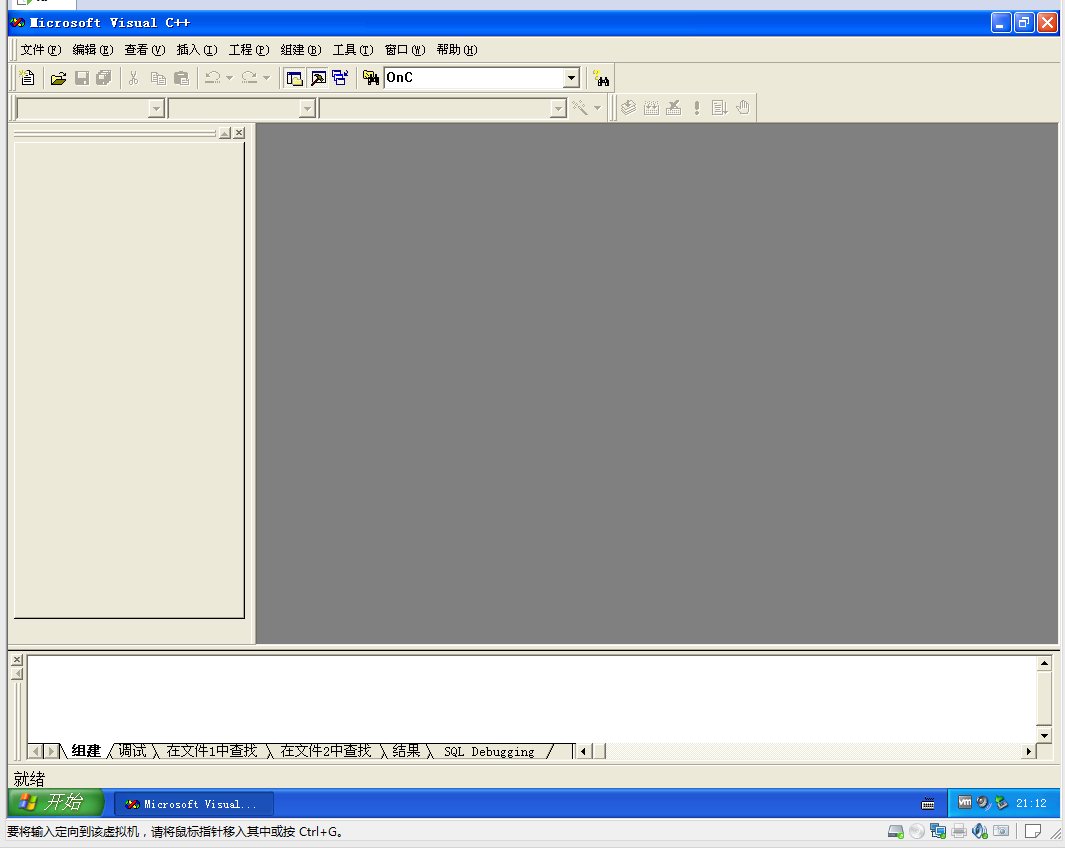 Microsoft Visual C++
文件(F) 编辑(E) 查看(V) 插入(I) 工程(P) 组建(B) 工具(T) 窗口(W) 帮助(H)
OnC
组建 调试 在文件1中查找 在文件2中查找 结果 SQL Debugging
就绪
开始 Microsoft Visual... 21:12
要将输入定向到该虚拟机，请将鼠标指针移入其中或按 Ctrl+G。